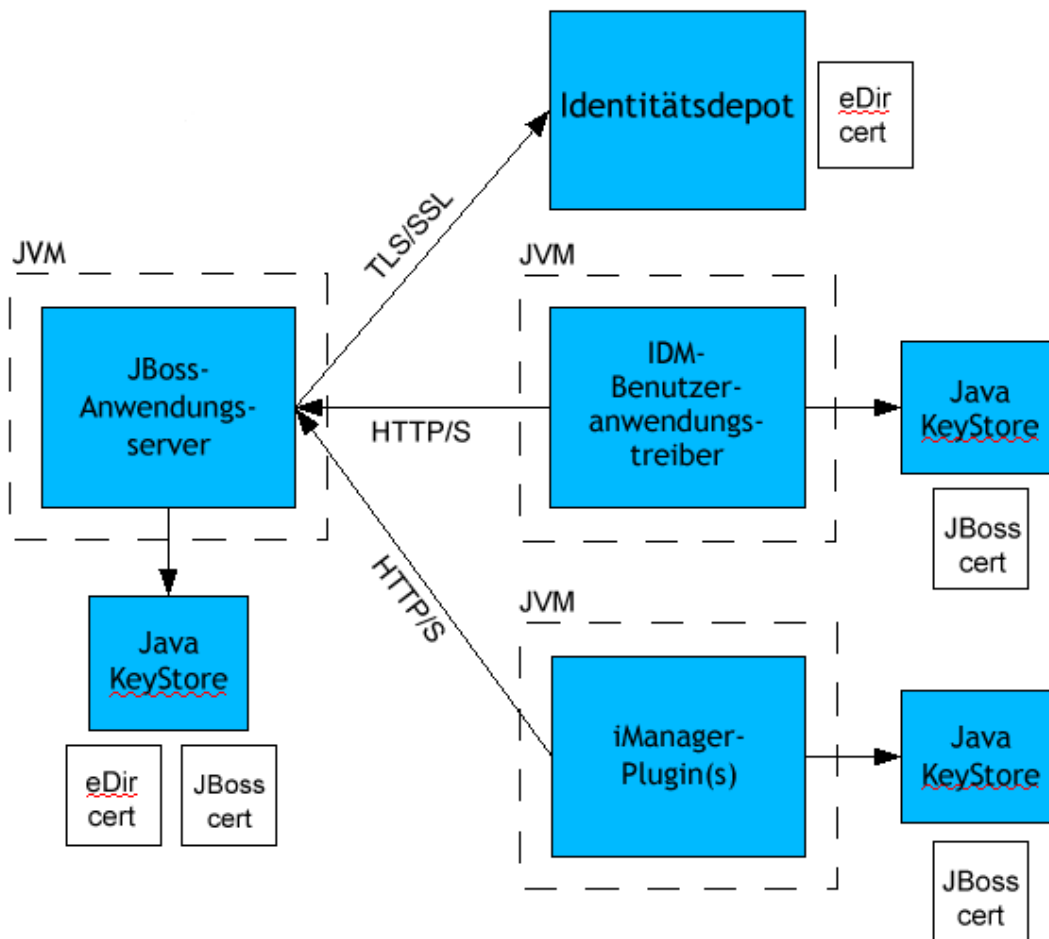 Identitätsdepot
eDir
cert
TLS/SSL
JVM
JBoss-
Anwendungs-
server
HTTP/S
JVM
IDM-
Benutzer-
anwendungs-
treiber
Java
KeyStore
JBoss
cert
HTTP/S
Java
KeyStore
eDir
cert
JBoss
cert
JVM
iManager-
Plugin(s)
Java
KeyStore
JBoss
cert